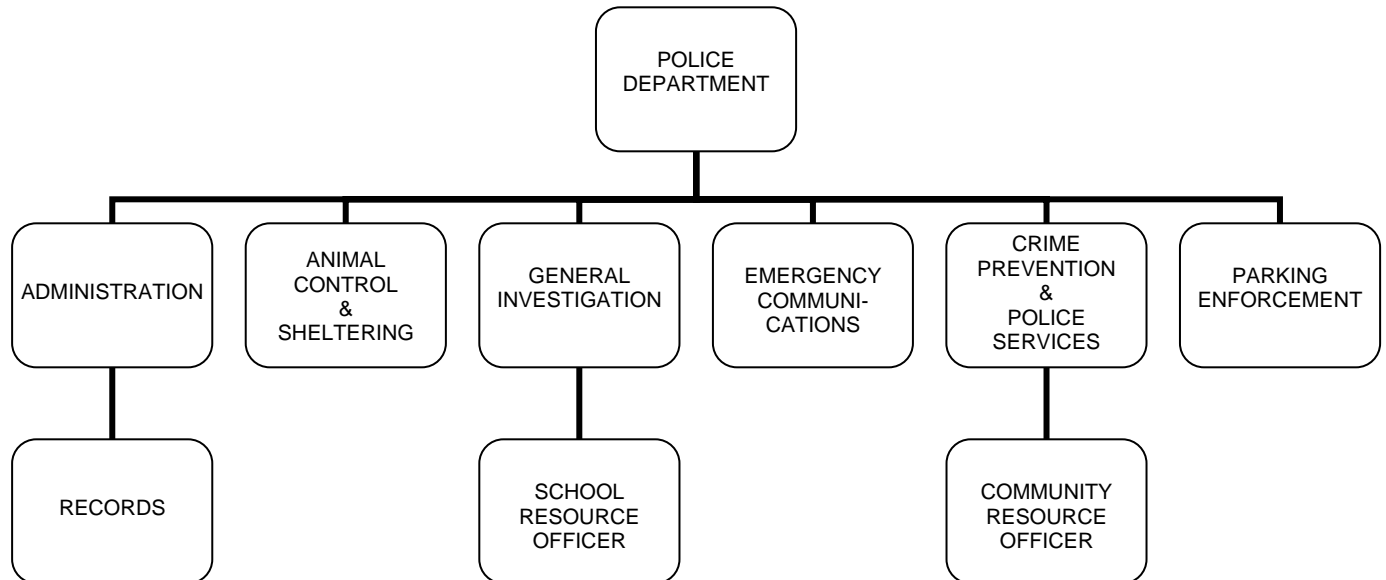 POLICE
DEPARTMENT
ADMINISTRATION
ANIMAL
CONTROL
&
SHELTERING
GENERAL
INVESTIGATION
EMERGENCY
COMMUNI-
CATIONS
CRIME
PREVENTION
&
POLICE
SERVICES
PARKING
ENFORCEMENT
RECORDS
SCHOOL
RESOURCE
OFFICER
COMMUNITY
RESOURCE
OFFICER